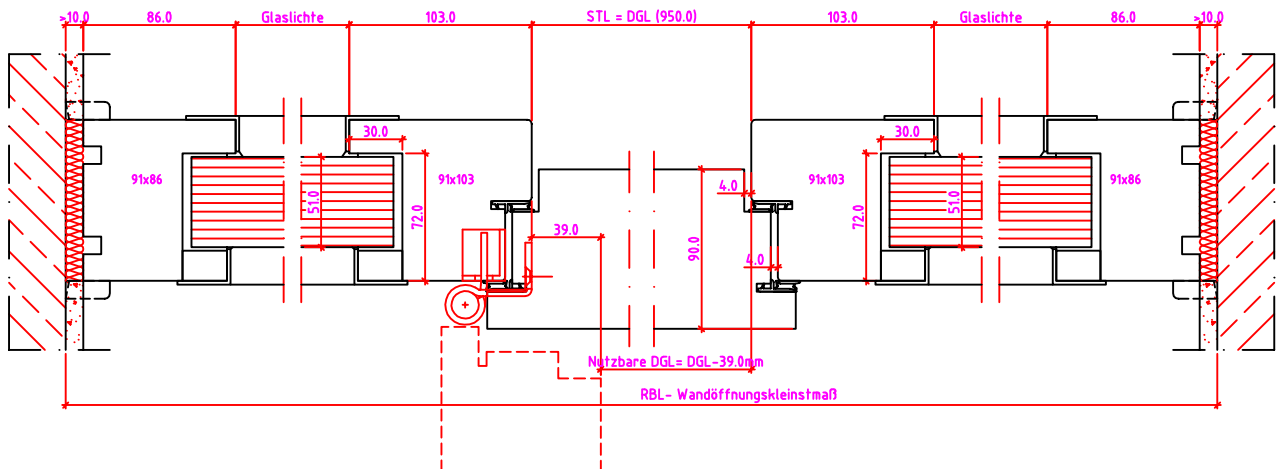 >10.0 86.0 Glaslichte 103.0 STL = DGL (950.0) 103.0 Glaslichte 86.0 >10.0
30.0 30.0
91x86 91x103 4.0 91x103 91x86
51.0 72.0 72.0 51.0
39.0
90.0
4.0
Nutzbare DGL= DGL-39.0mm
RBL- Wandöffnungskleinstmaß